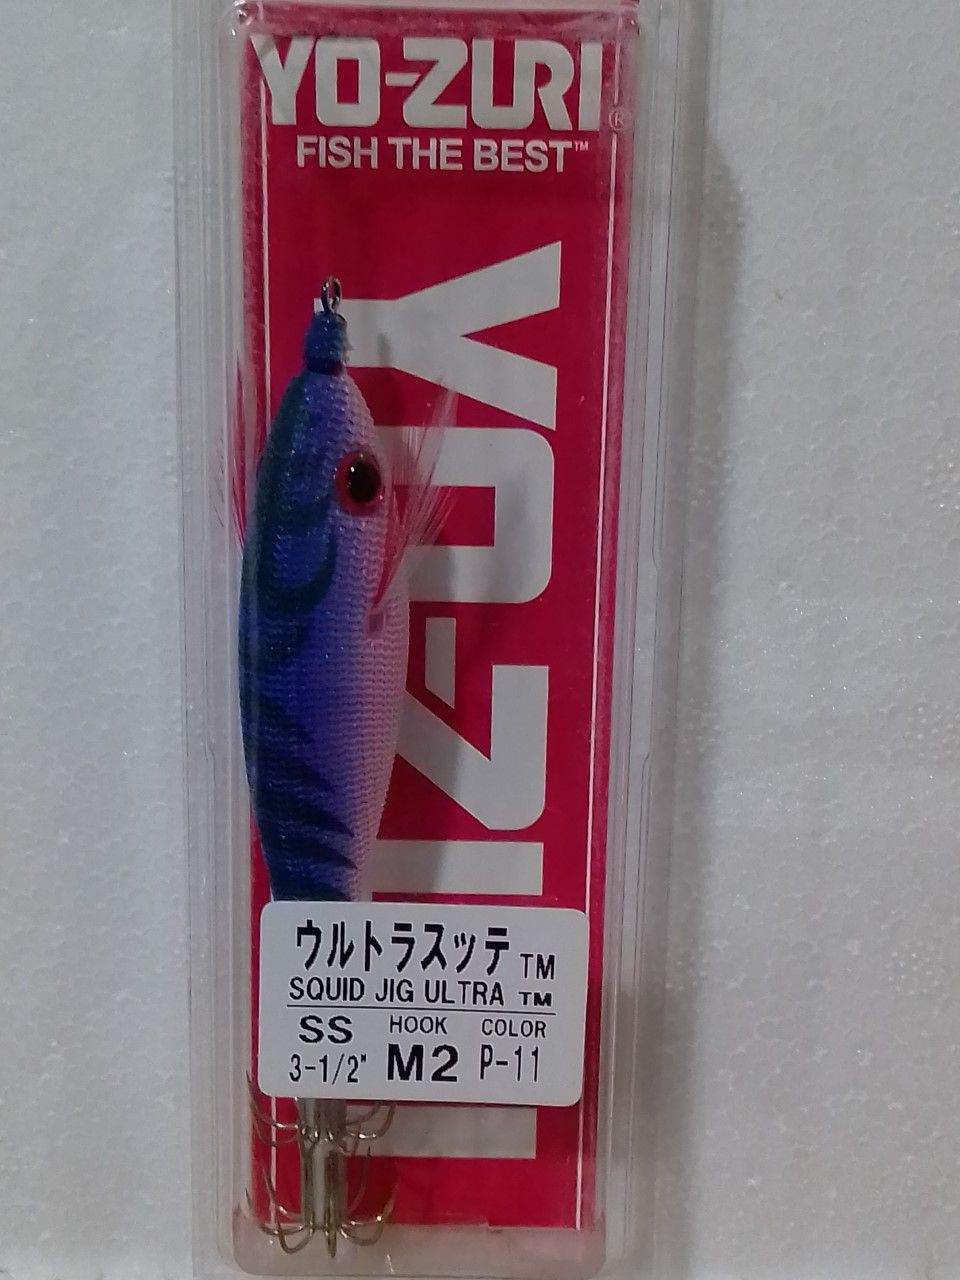 YO-ZURI®
FISH THE BEST™
YO-ZURI
ウルトラスッテ TM
SQUID JIG ULTRA TM
SS HOOK COLOR
3-1/2" M2 P-11